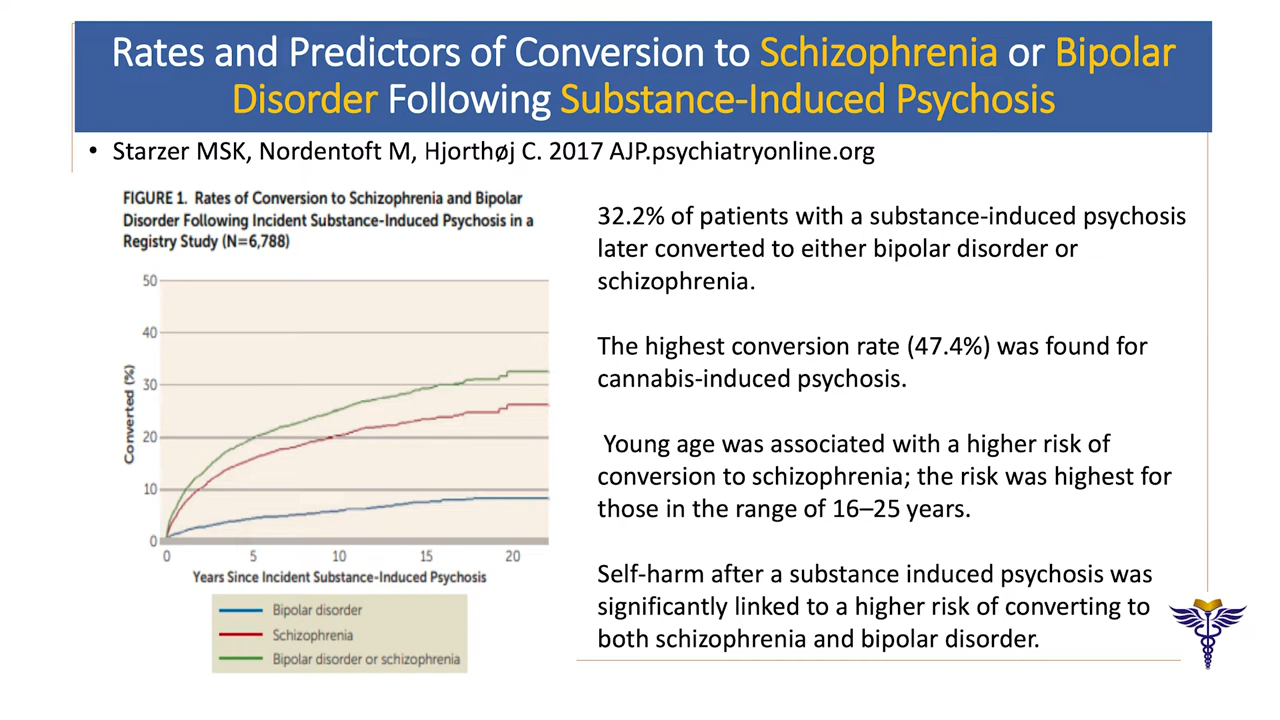 Rates and Predictors of Conversion to Schizophrenia or Bipolar
Disorder Following Substance-Induced Psychosis
• Starzer MSK, Nordentoft M, Hjorthøj C. 2017 AJP.psychiatryonline.org
FIGURE 1. Rates of Conversion to Schizophrenia and Bipolar
Disorder Following Incident Substance-Induced Psychosis in a
Registry Study (N=6,788)
50
40
30
20
10
0
Converted (%)
0 5 10 15 20
Years Since Incident Substance-Induced Psychosis
Bipolar disorder
Schizophrenia
Bipolar disorder or schizophrenia
32.2% of patients with a substance-induced psychosis
later converted to either bipolar disorder or
schizophrenia.
The highest conversion rate (47.4%) was found for
cannabis-induced psychosis.
Young age was associated with a higher risk of
conversion to schizophrenia; the risk was highest for
those in the range of 16–25 years.
Self-harm after a substance induced psychosis was
significantly linked to a higher risk of converting to
both schizophrenia and bipolar disorder.